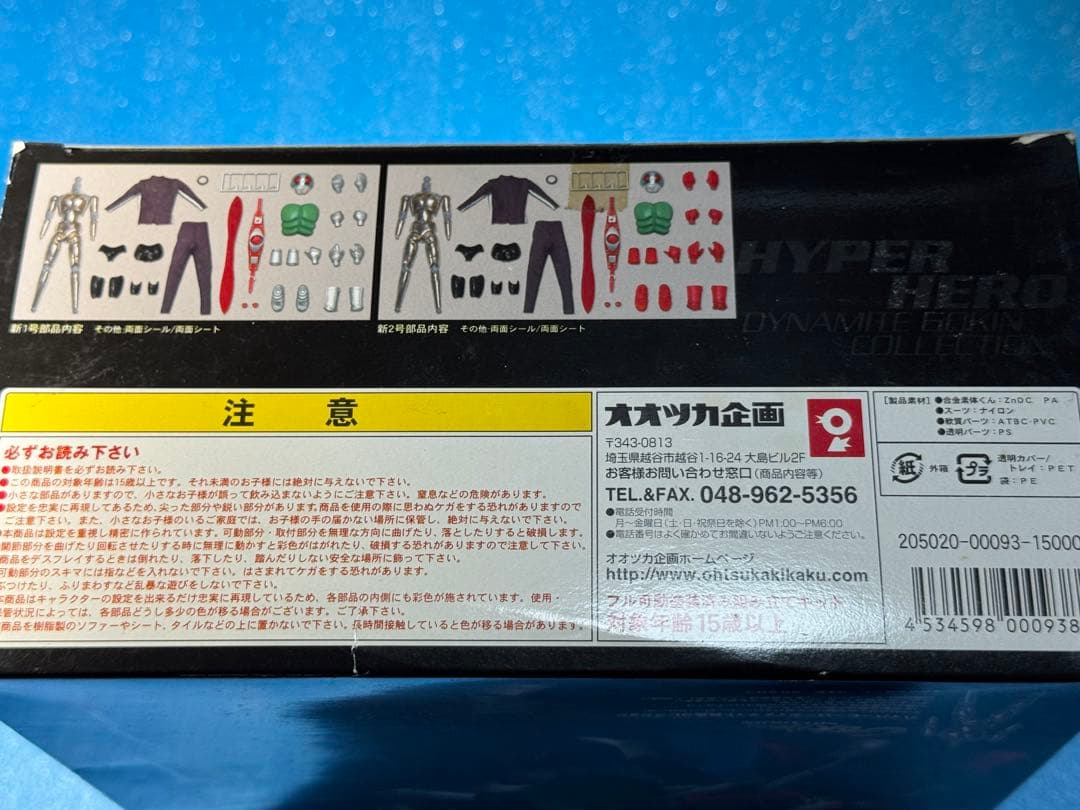 新1号部品内容 その他・両面シール/両面シート
新2号部品内容 その他・両面シール/両面シート
HYPER
HERO
DYNAMITE GOKIN
COLLECTION
注意
必ずお読み下さい
●取扱説明書を必ずお読み下さい。
●この商品の対象年齢は15歳以上です。それ未満のお子様には絶対に与えないで下さい。
●小さな部品がありますので、小さなお子様が誤って飲み込まないようにご注意下さい。窒息などの危険があります。
●設定を忠実に再現してあるため、尖った部分や鋭い部分があります。商品を使用の際に思わぬケガをする恐れがありますので
ご注意下さい。また、小さなお子様のいるご家庭では、お子様の手の届かない場所に保管し、絶対に与えないで下さい。
●本商品は設定を重視し精密に作られています。可動部分・取付部分を無理な方向に曲げたり、落としたりすると破損します。
開閉部分を曲げたり回転させたりする時に無理に動かすと彩色がはがれたり、破損する恐れがありますので注意して下さい。
商品をデスプレイするときは倒れたり、落下したり、踏んだりしない安全な場所に飾って下さい。
可動部分のスキマには指などを入れないで下さい。はさまれてケガをする恐れがあります。
ぶつけたり、ふりまわすなど乱暴な遊びをしないで下さい。
本商品はキャラクターの設定を出来るだけ忠実に再現しているため、各部品の内側にも彩色が施されています。使用・
保管状況によっては、各部品どうし多少の色が移る場合がございます。ご了承下さい。
商品を樹脂製のソファーやシート、タイルなどの上に置かないで下さい。長時間接触していると色が移る場合があります。
オオツカ企画
〒343-0813
埼玉県越谷市越谷1-16-24 大島ビル2F
お客様お問い合わせ窓口(商品内容等)
TEL.&FAX. 048-962-5356
●電話受付時間
月~金曜日(土・日・祝祭日を除く)PM1:00~PM6:00
●電話番号はよく確かめてお間違いないようご注意ください。
オオツカ企画ホームページ
http://www.ohtsukakikaku.com
フル可動塗装済み組み立てキット
対象年齢15歳以上
[製品素材] ●合金素体くん:ZnDC PA
●スーツ:ナイロン
●軟質パーツ:ATBC-PVC
●透明パーツ:PS
紙 外箱 プラ 透明カバー/
トレイ:PET
袋:PE
205020-00093-15000
4 534598 000938